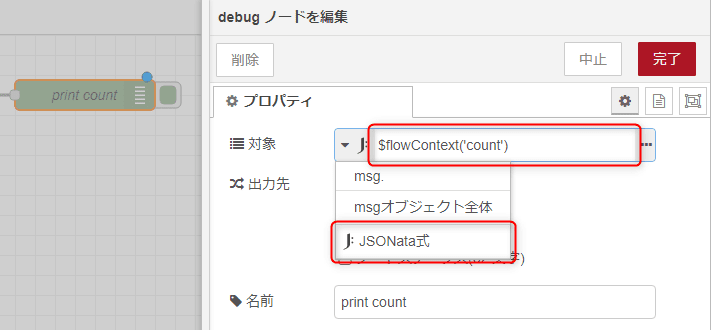 debug ノードを編集
削除
中止
完了
プロパティ
対象
$flowContext('count')
msg.
出力先
msgオブジェクト全体
JSONata式
文字)
名前
print count
print count